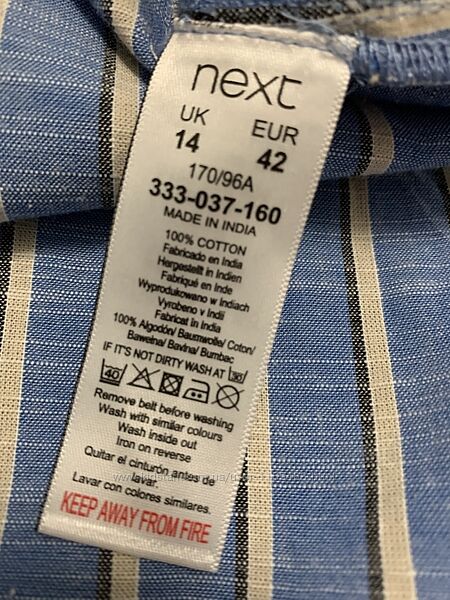 next
UK EUR
14 42
170/96A
333-037-160
MADE IN INDIA
100% COTTON
Fabricado en India
Hergestellt in Indien
Fabriqué en Inde
Wyprodukowano w Indiach
Vyrobeno v Indii
Fabricat în India
100% Algodón/ Baumwolle/ Coton/
Bawełna/ Bavlna/ Bumbac
IF IT'S NOT DIRTY WASH AT 30
40
Remove belt before washing
Wash with similar colours
Wash inside out
Iron on reverse
Quitar el cinturón antes de
lavar.
Lavar con colores similares.
KEEP AWAY FROM FIRE